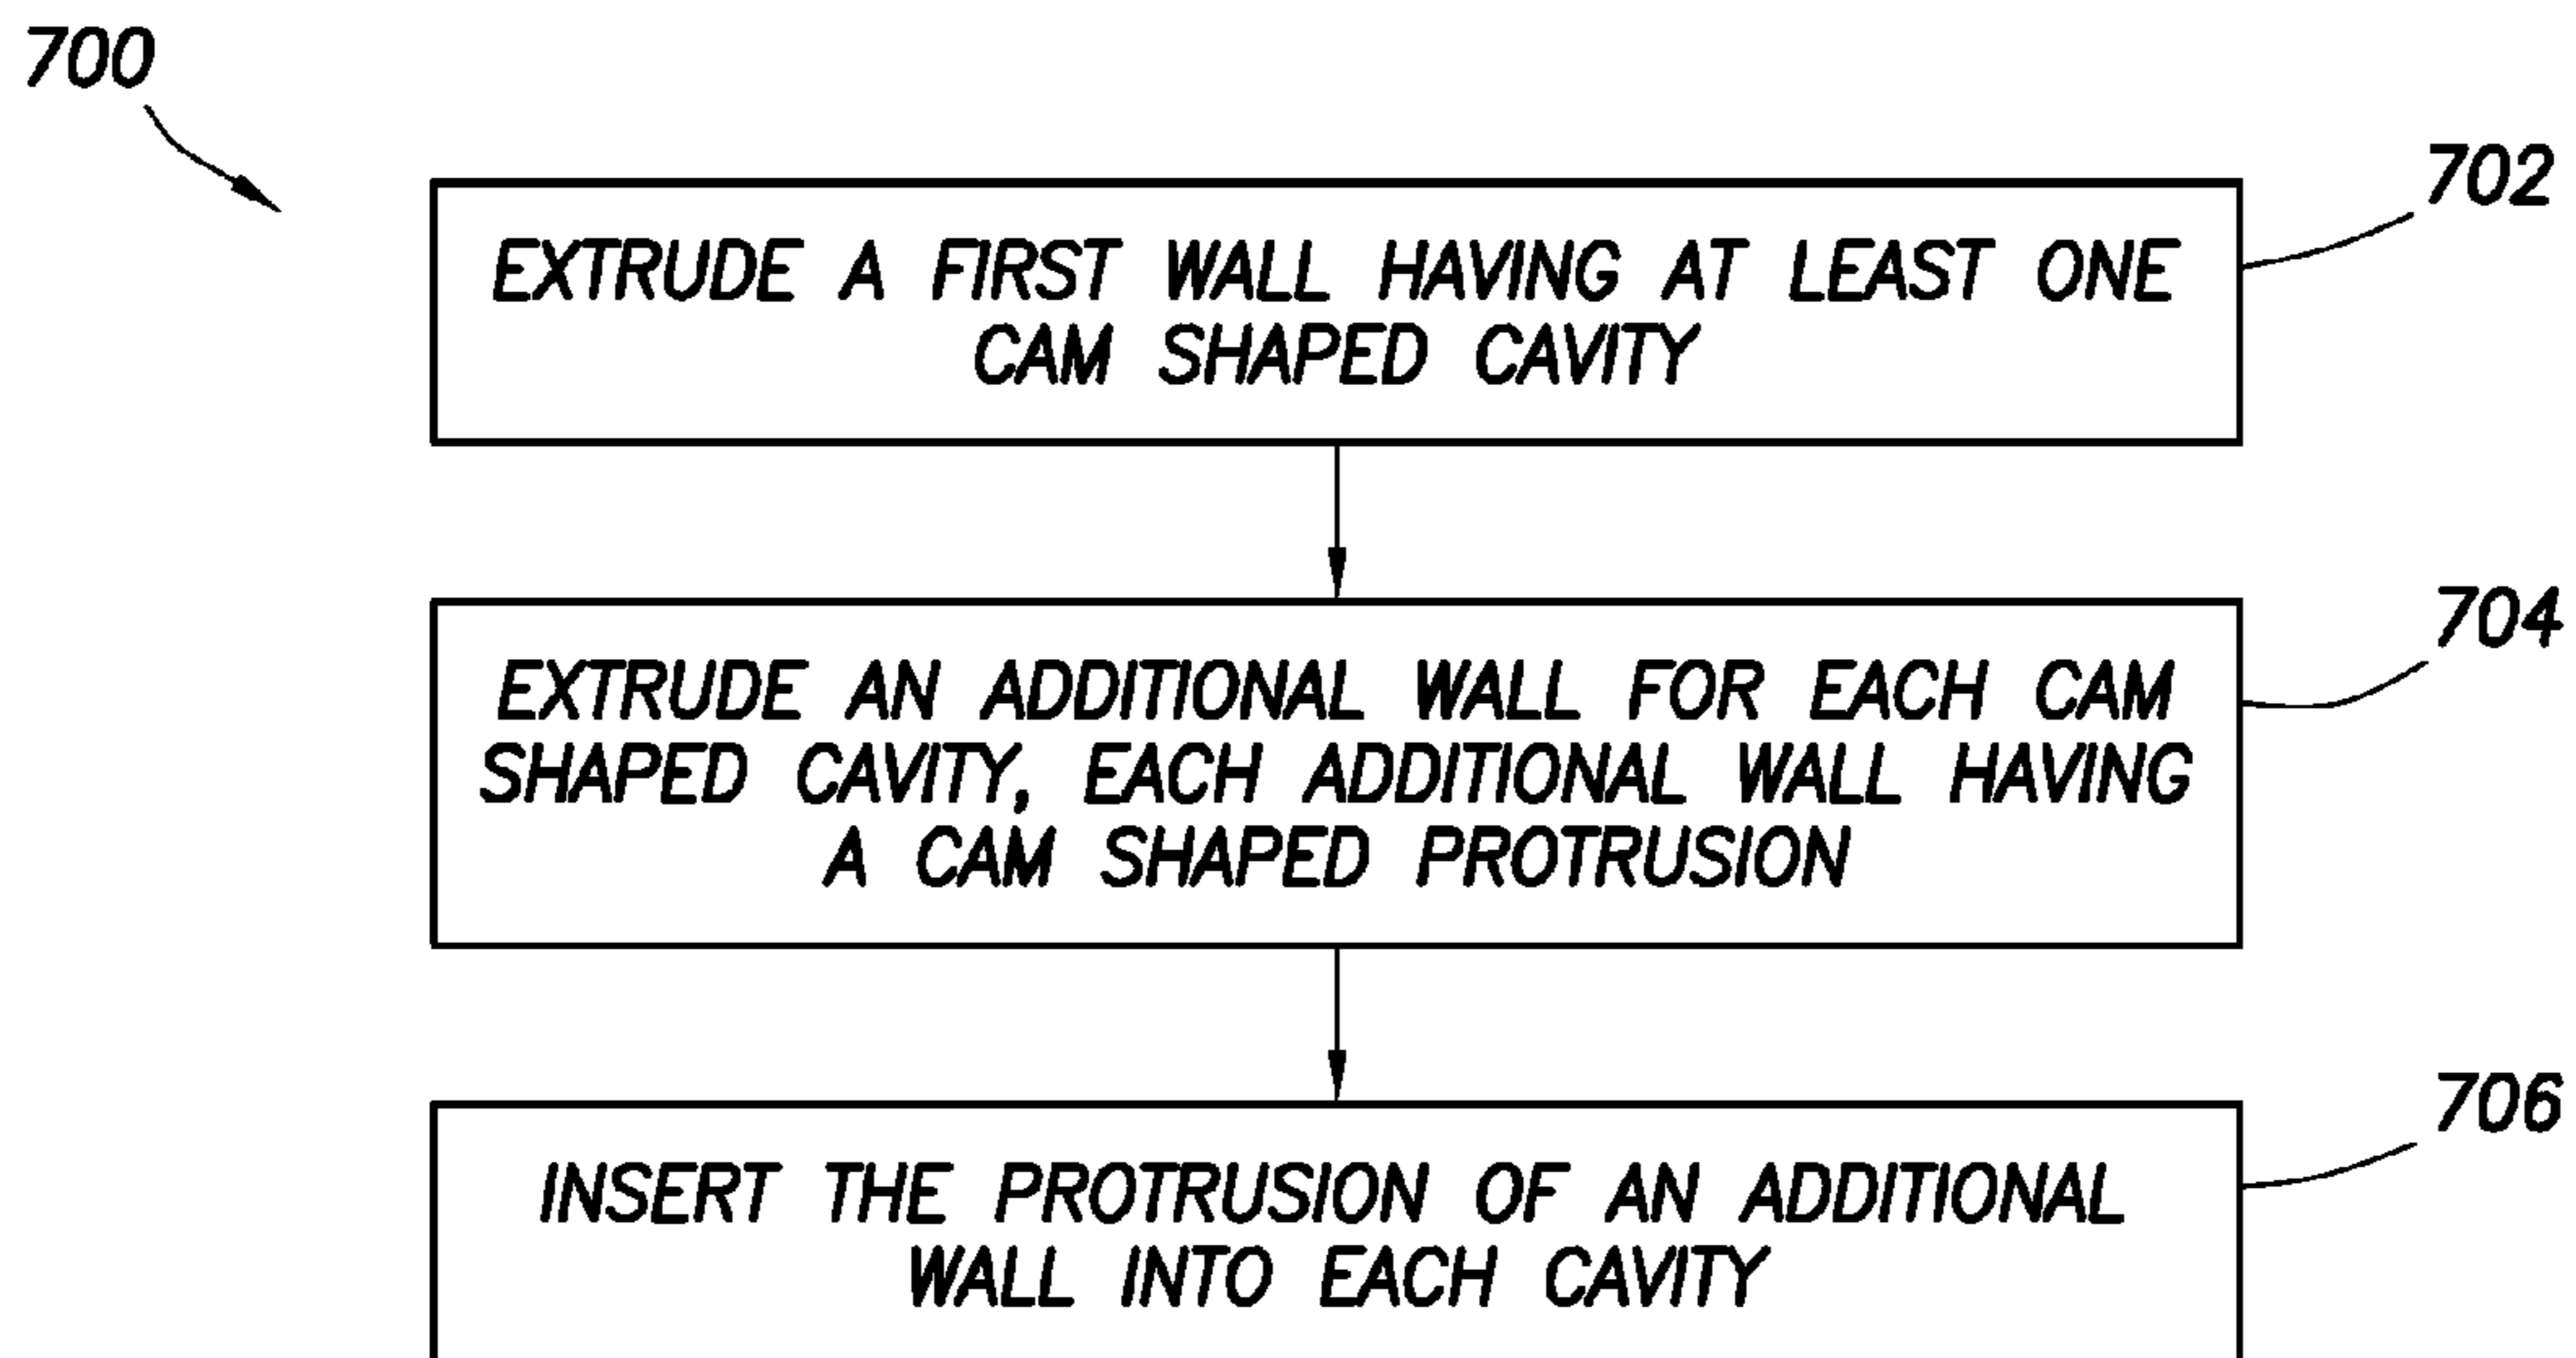 700
702
EXTRUDE A FIRST WALL HAVING AT LEAST ONE
CAM SHAPED CAVITY
704
EXTRUDE AN ADDITIONAL WALL FOR EACH CAM
SHAPED CAVITY, EACH ADDITIONAL WALL HAVING
A CAM SHAPED PROTRUSION
706
INSERT THE PROTRUSION OF AN ADDITIONAL
WALL INTO EACH CAVITY